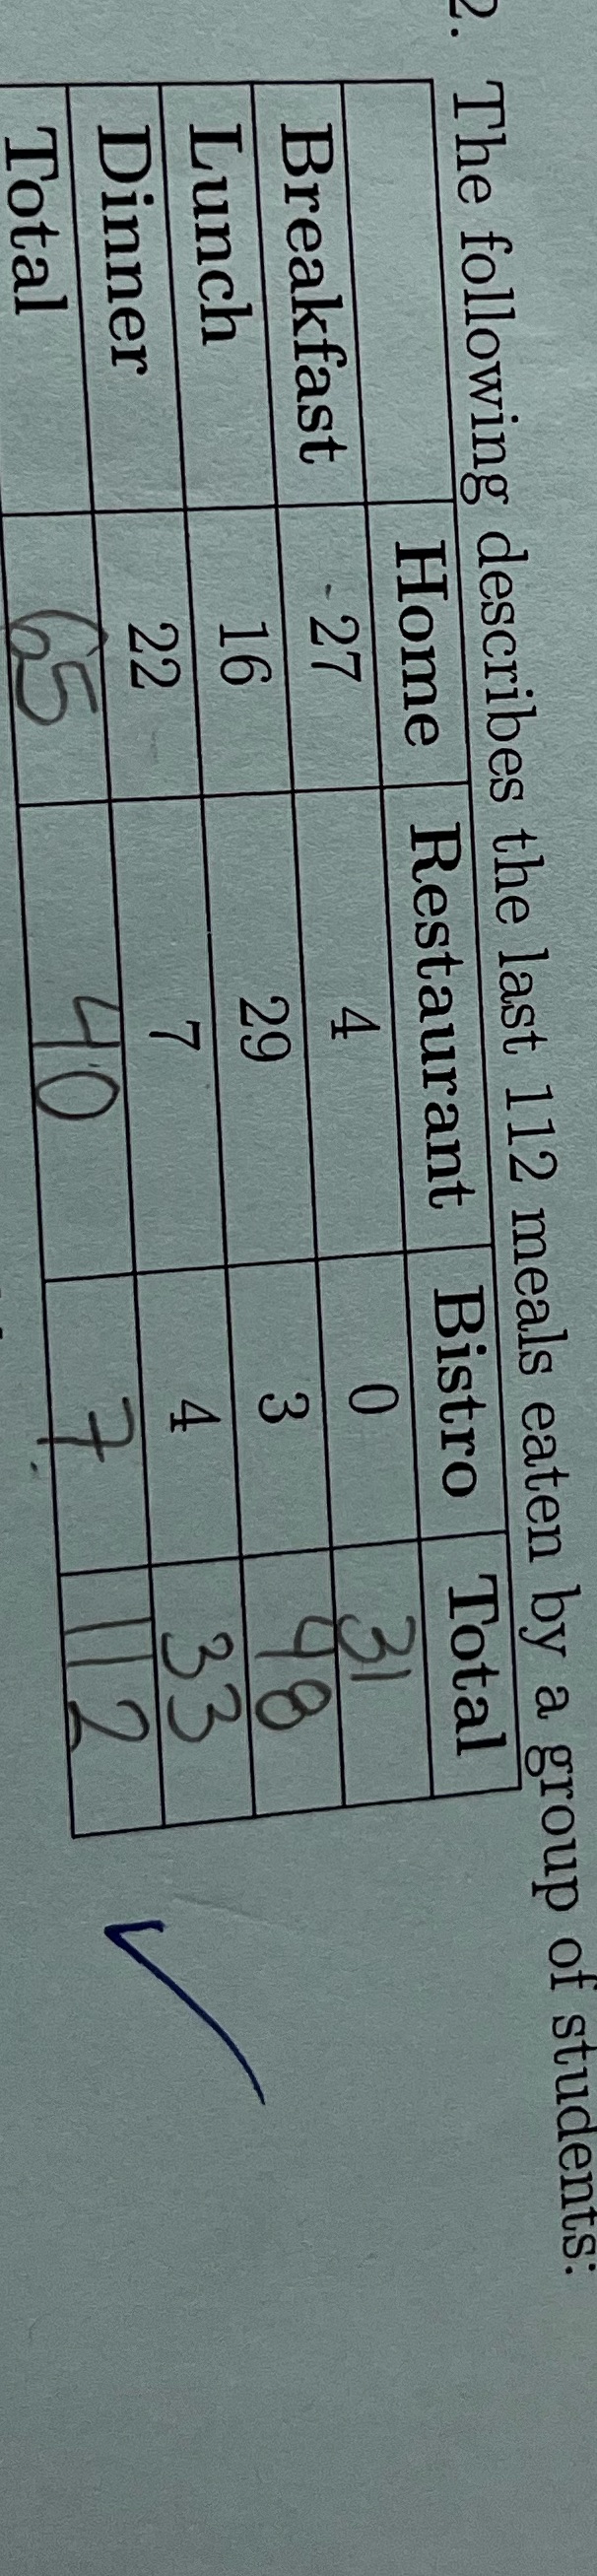 2. The following describes the last 112 meals eaten by a group of students:
Home Restaurant Bistro Total
Breakfast 27 4 0 31
Lunch 16 29 3 48
Dinner 22 7 4 33
Total 65 40 7 112